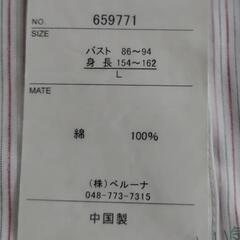 NO. 659771
SIZE
バスト 86～94
身長 154～162
L
MATE
綿 100%
(株) ベルーナ
048-773-7315
中国製